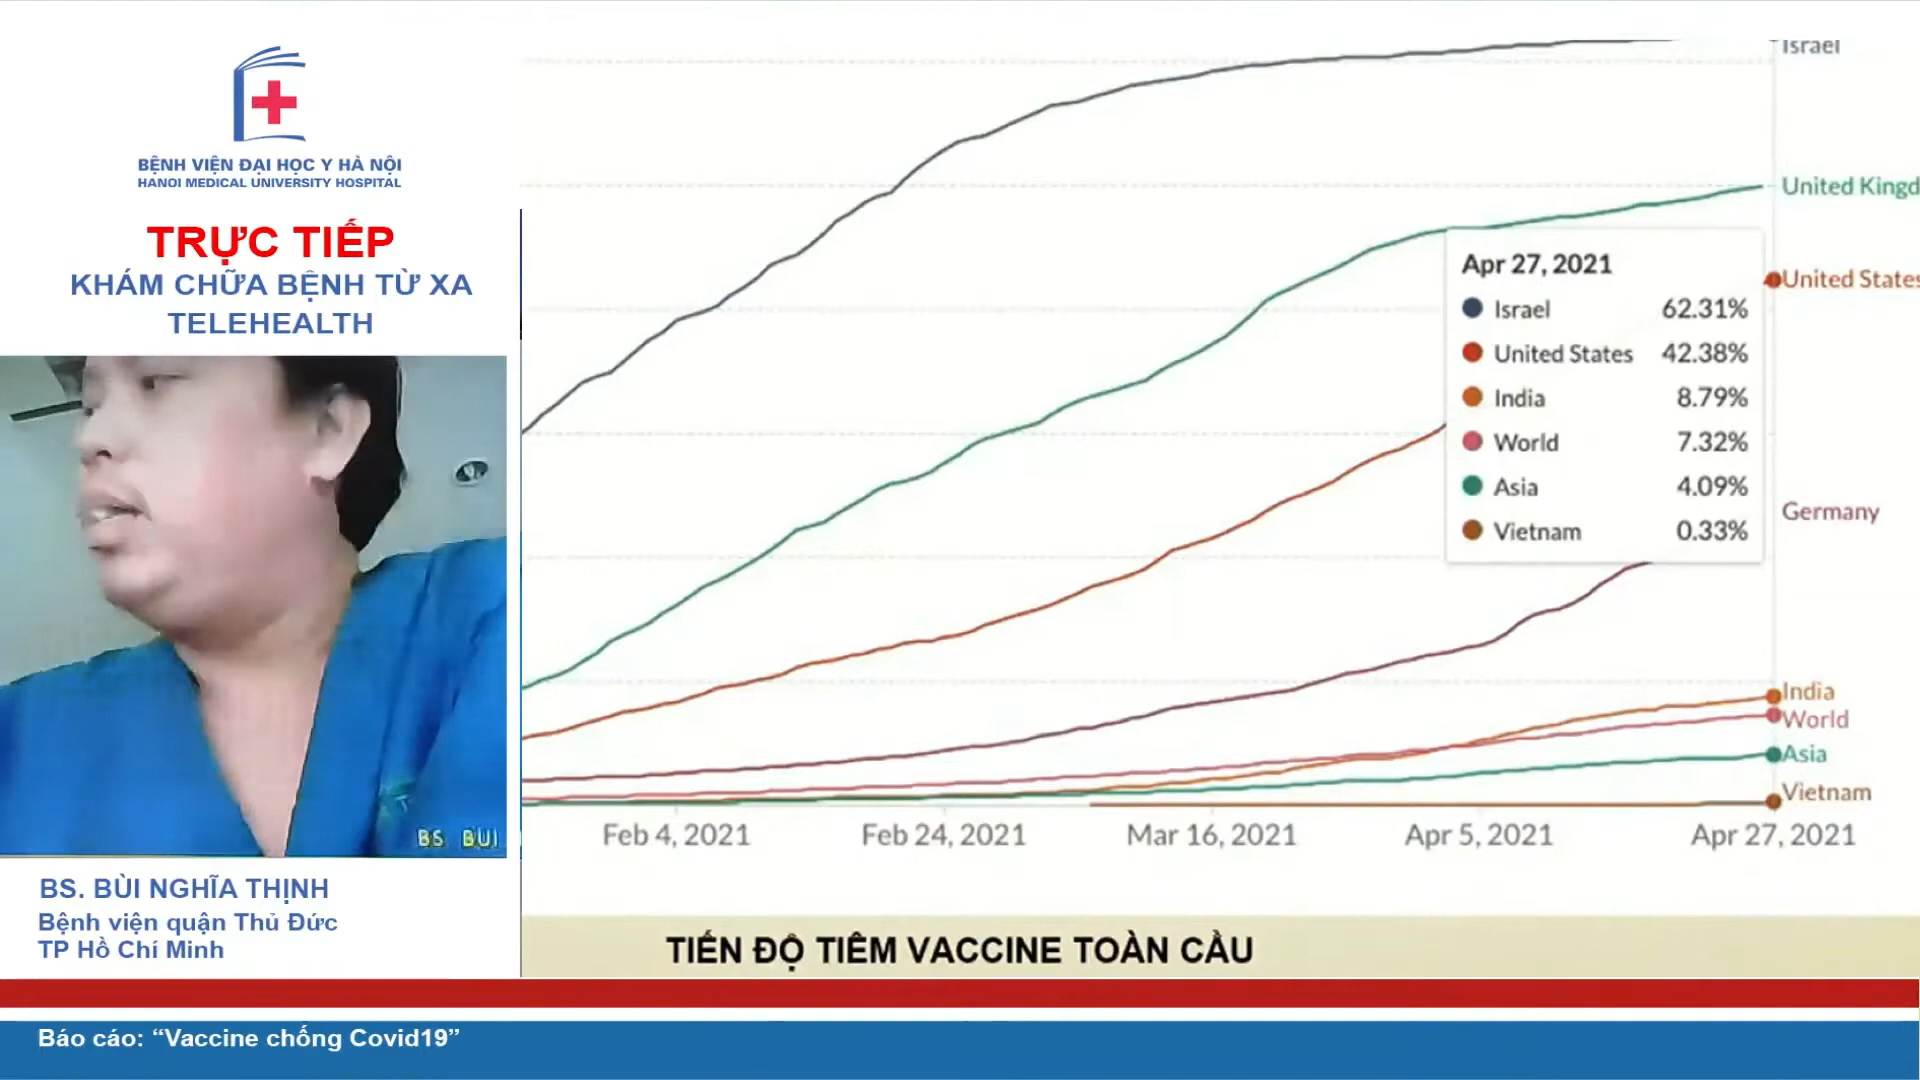 BỆNH VIỆN ĐẠI HỌC Y HÀ NỘI
HANOI MEDICAL UNIVERSITY HOSPITAL
TRỰC TIẾP
KHÁM CHỮA BỆNH TỪ XA
TELEHEALTH
BS BUI
BS. BÙI NGHĨA THỊNH
Bệnh viện quận Thủ Đức
TP Hồ Chí Minh
Israel
United Kingd
United States
Germany
India
World
Asia
Vietnam
Apr 27, 2021
Israel 62.31%
United States 42.38%
India 8.79%
World 7.32%
Asia 4.09%
Vietnam 0.33%
Feb 4, 2021 Feb 24, 2021 Mar 16, 2021 Apr 5, 2021 Apr 27, 2021
TIẾN ĐỘ TIÊM VACCINE TOÀN CẦU
Báo cáo: “Vaccine chống Covid19”